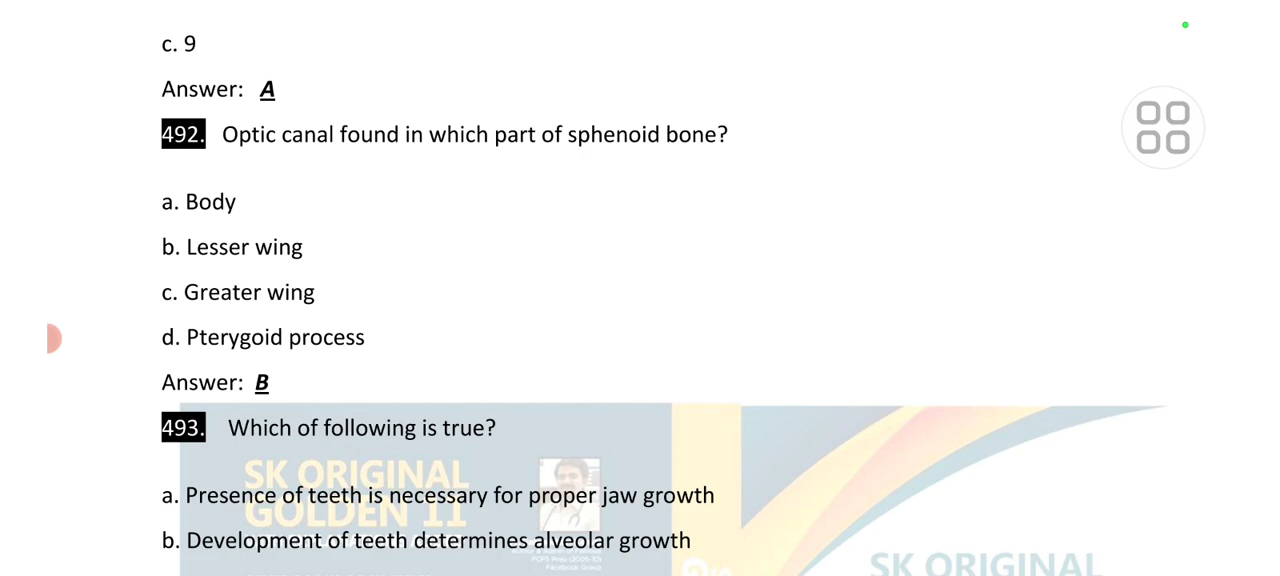 c. 9
Answer: A
492. Optic canal found in which part of sphenoid bone?
a. Body
b. Lesser wing
c. Greater wing
d. Pterygoid process
Answer: B
493. Which of following is true?
SK ORIGINAL
a. Presence of teeth is necessary for proper jaw growth
GOLDEN 11
b. Development of teeth determines alveolar growth
Facebook Group
SK ORIGINAL